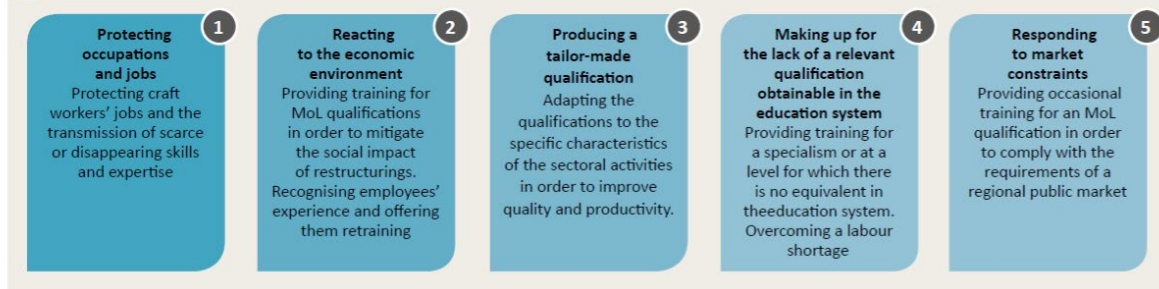 1
Protecting
occupations
and jobs
Protecting craft
workers' jobs and the
transmission of scarce
or disappearing skills
and expertise
2
Reacting
to the economic
environment
Providing training for
MoL qualifications
in order to mitigate
the social impact
of restructurings.
Recognising employees'
experience and offering
them retraining
3
Producing a
tailor-made
qualification
Adapting the
qualifications to the
specific characteristics
of the sectoral activities
in order to improve
quality and productivity.
4
Making up for
the lack of a relevant
qualification
obtainable in the
education system
Providing training for
a specialism or at a
level for which there
is no equivalent in
theeducation system.
Overcoming a labour
shortage
5
Responding
to market
constraints
Providing occasional
training for an MoL
qualification in order
to comply with the
requirements of a
regional public market